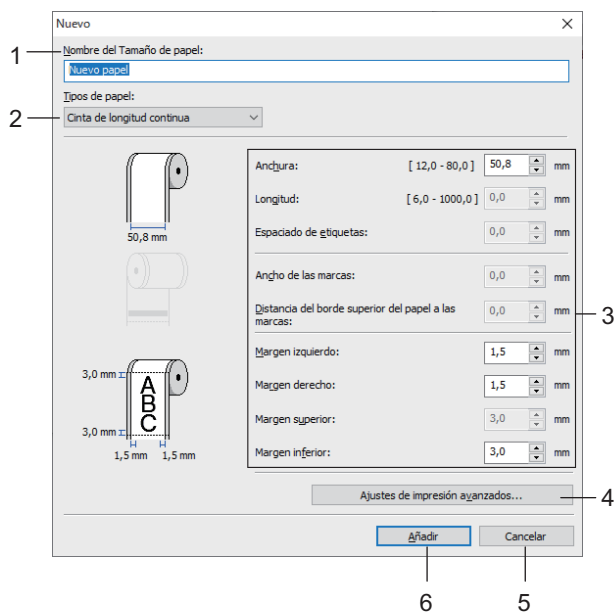 Nuevo
1
Nombre del Tamaño de papel:
Nuevo papel
Tipos de papel:
2
Cinta de longitud continua
Anchura: [ 12,0 - 80,0 ] 50,8 mm
Longitud: [ 6,0 - 1000,0 ] 0,0 mm
50,8 mm
Espaciado de etiquetas: 0,0 mm
Ancho de las marcas: 0,0 mm
Distancia del borde superior del papel a las
marcas: 0,0 mm
3
Margen izquierdo: 1,5 mm
3,0 mm
A
B
C
Margen derecho: 1,5 mm
Margen superior: 3,0 mm
3,0 mm
1,5 mm 1,5 mm
Margen inferior: 3,0 mm
Ajustes de impresión avanzados...
4
Añadir
Cancelar
6
5